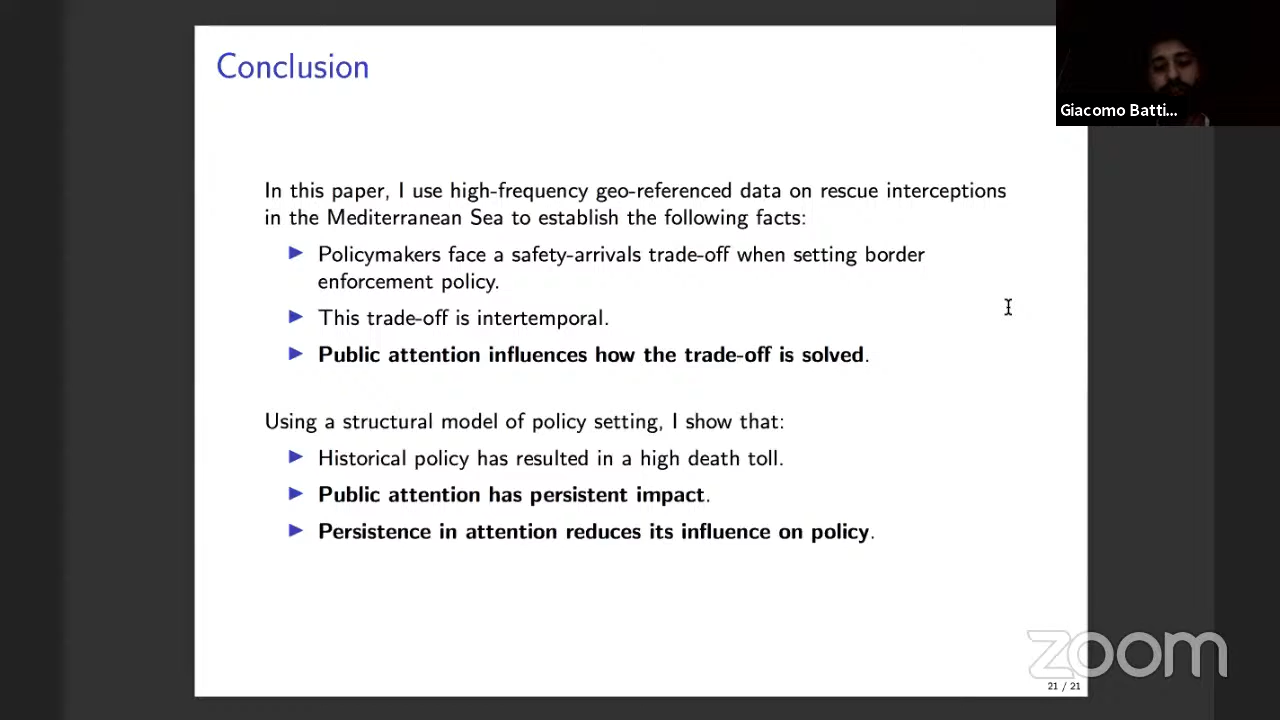 Conclusion
Giacomo Batti...
In this paper, I use high-frequency geo-referenced data on rescue interceptions
in the Mediterranean Sea to establish the following facts:
▶ Policymakers face a safety-arrivals trade-off when setting border
enforcement policy.
▶ This trade-off is intertemporal.
▶ Public attention influences how the trade-off is solved.
Using a structural model of policy setting, I show that:
▶ Historical policy has resulted in a high death toll.
▶ Public attention has persistent impact.
▶ Persistence in attention reduces its influence on policy.
zoom
21 / 21